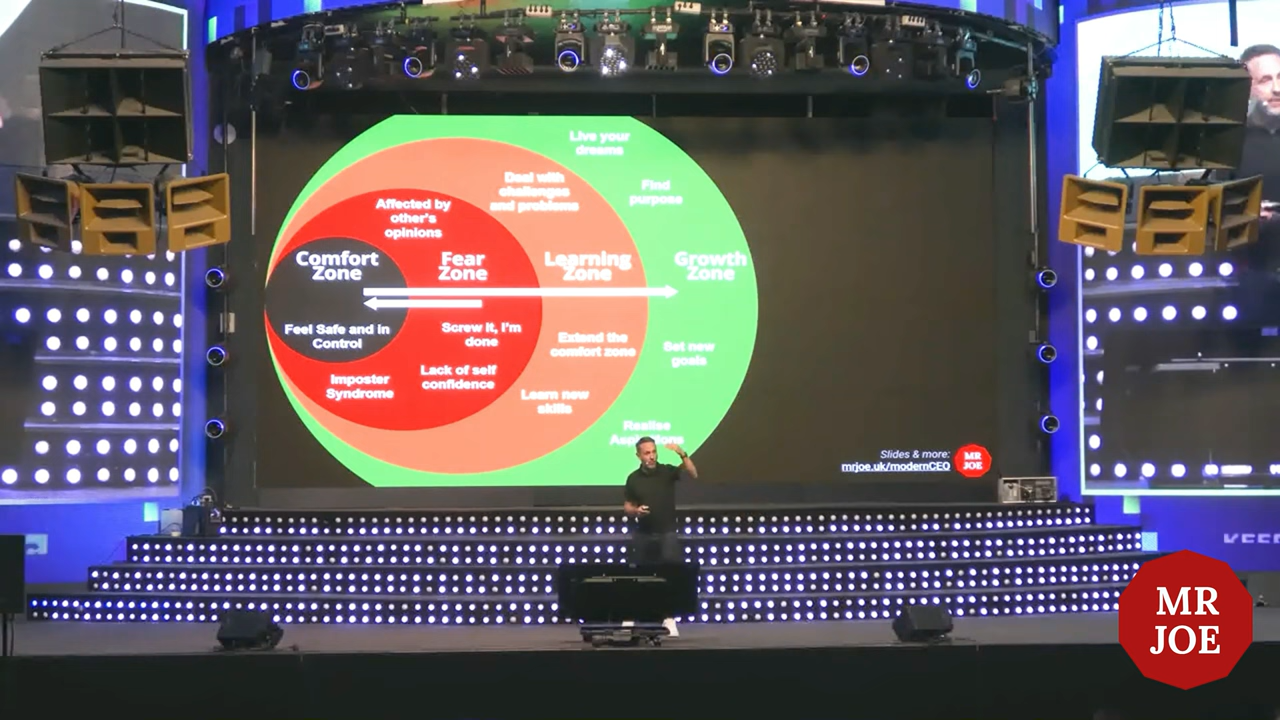 Live your
dreams
Deal with
challenges
and problems
Find
purpose
Affected by
other's
opinions
Comfort
Zone
Fear
Zone
Learning
Zone
Growth
Zone
Feel Safe and in
Control
Screw it, I'm
done
Extend the
comfort zone
Set new
goals
Imposter
Syndrome
Lack of self
confidence
Learn new
skills
Realise
Slides & more:
mrjoe.uk/modernCEO
MR
JOE
MR
JOE